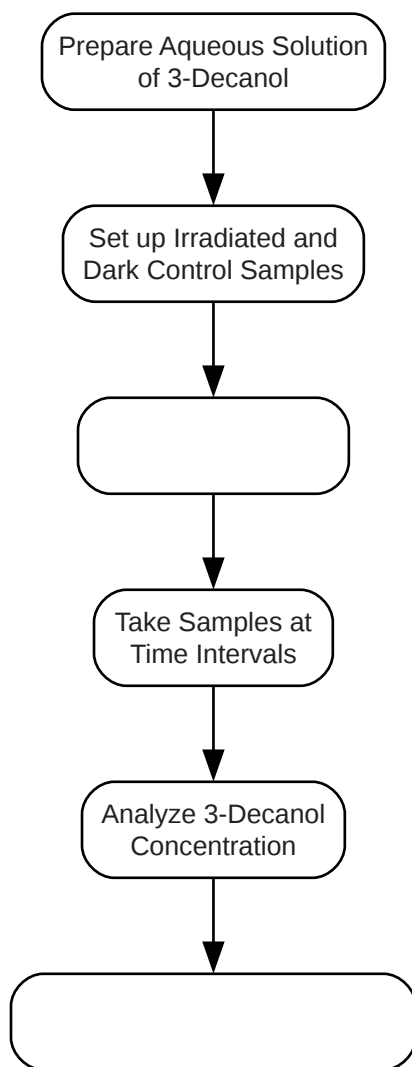 Prepare Aqueous Solution
of 3-Decanol
Set up Irradiated and
Dark Control Samples
Take Samples at
Time Intervals
Analyze 3-Decanol
Concentration